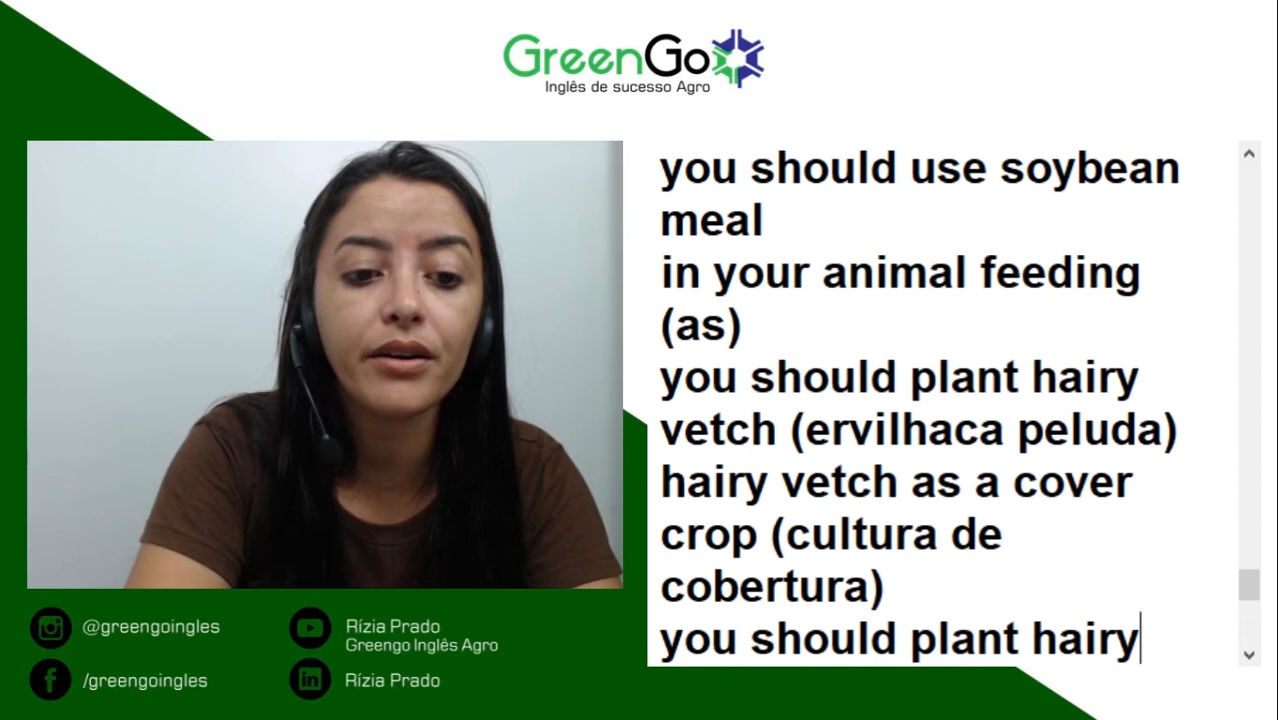 GreenGo
Inglês de sucesso Agro
you should use soybean
meal
in your animal feeding
(as)
you should plant hairy
vetch (ervilhaca peluda)
hairy vetch as a cover
crop (cultura de
cobertura)
you should plant hairy
@greengoingles
/greengoingles
Rízia Prado
Greengo Inglês Agro
Rízia Prado